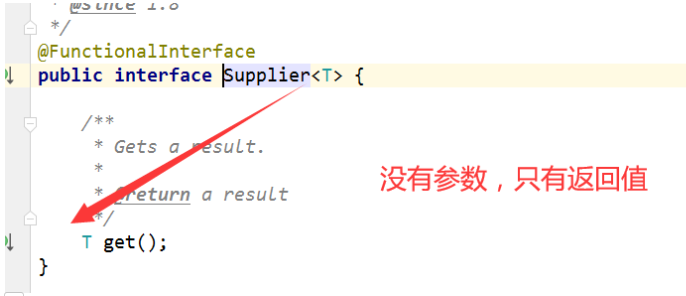 * @since 1.8
*/
@FunctionalInterface
public interface Supplier<T> {
/**
* Gets a result.
*
* @return a result
*/
T get();
}
没有参数，只有返回值